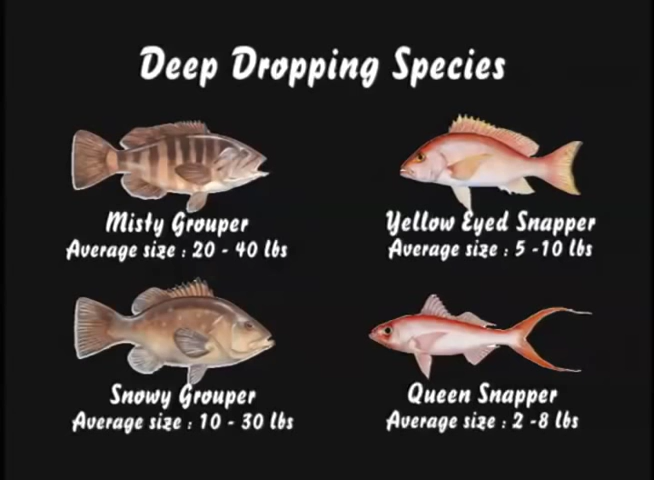 Deep Dropping Species
Misty Grouper
Average size : 20 - 40 lbs
Yellow Eyed Snapper
Average size : 5 -10 lbs
Snowy Grouper
Average size : 10 - 30 lbs
Queen Snapper
Average size : 2 -8 lbs